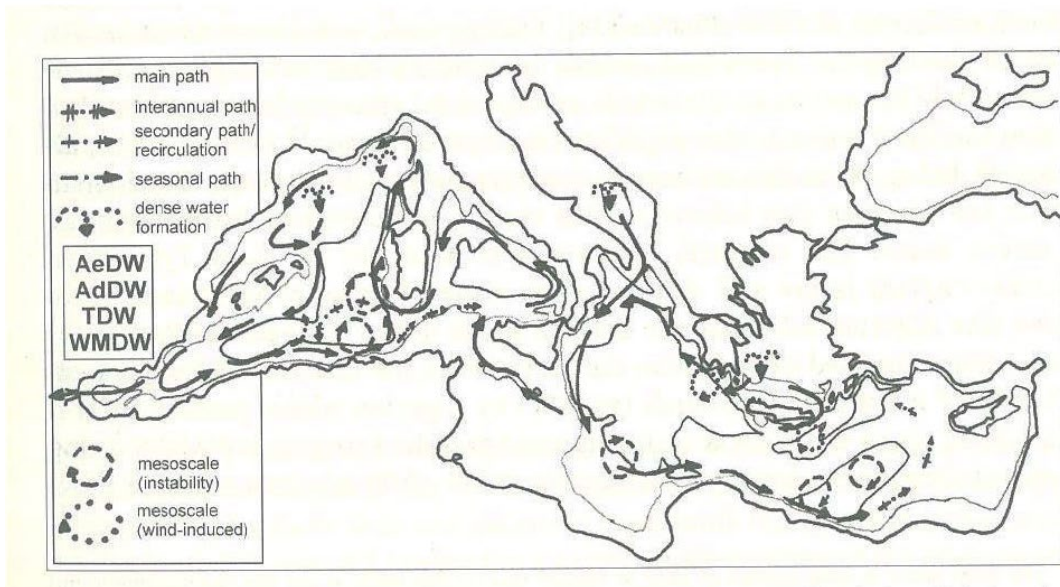 main path
interannual path
secondary path/
recirculation
seasonal path
dense water
formation
AeDW
AdDW
TDW
WMDW
mesoscale
(instability)
mesoscale
(wind-induced)